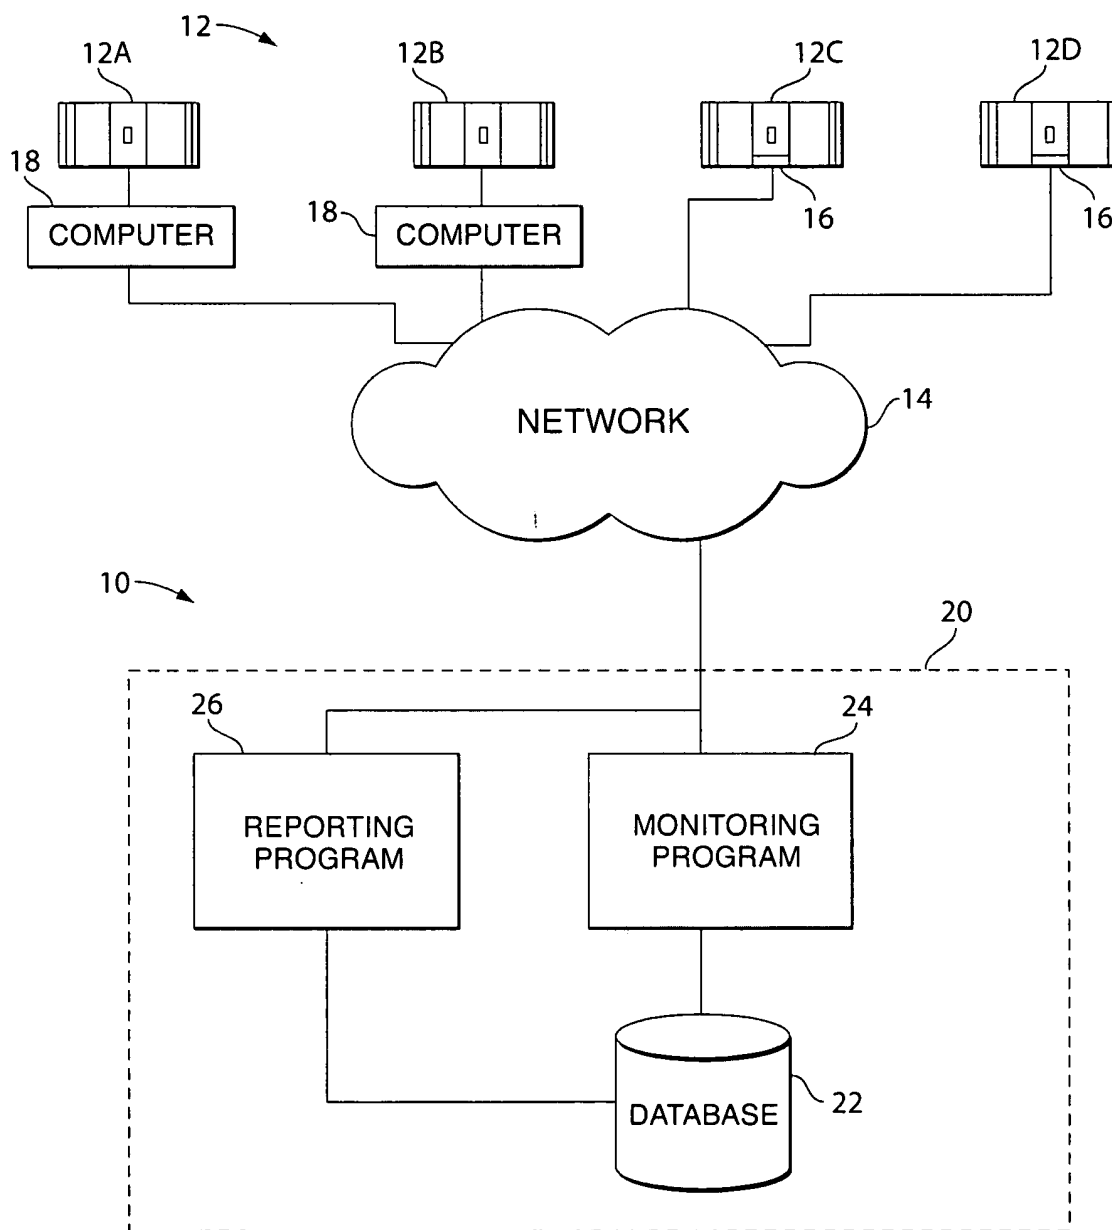 12
12A
12B
12C
12D
18
COMPUTER
18
COMPUTER
16
16
NETWORK
14
10
20
26
24
REPORTING
PROGRAM
MONITORING
PROGRAM
DATABASE
22